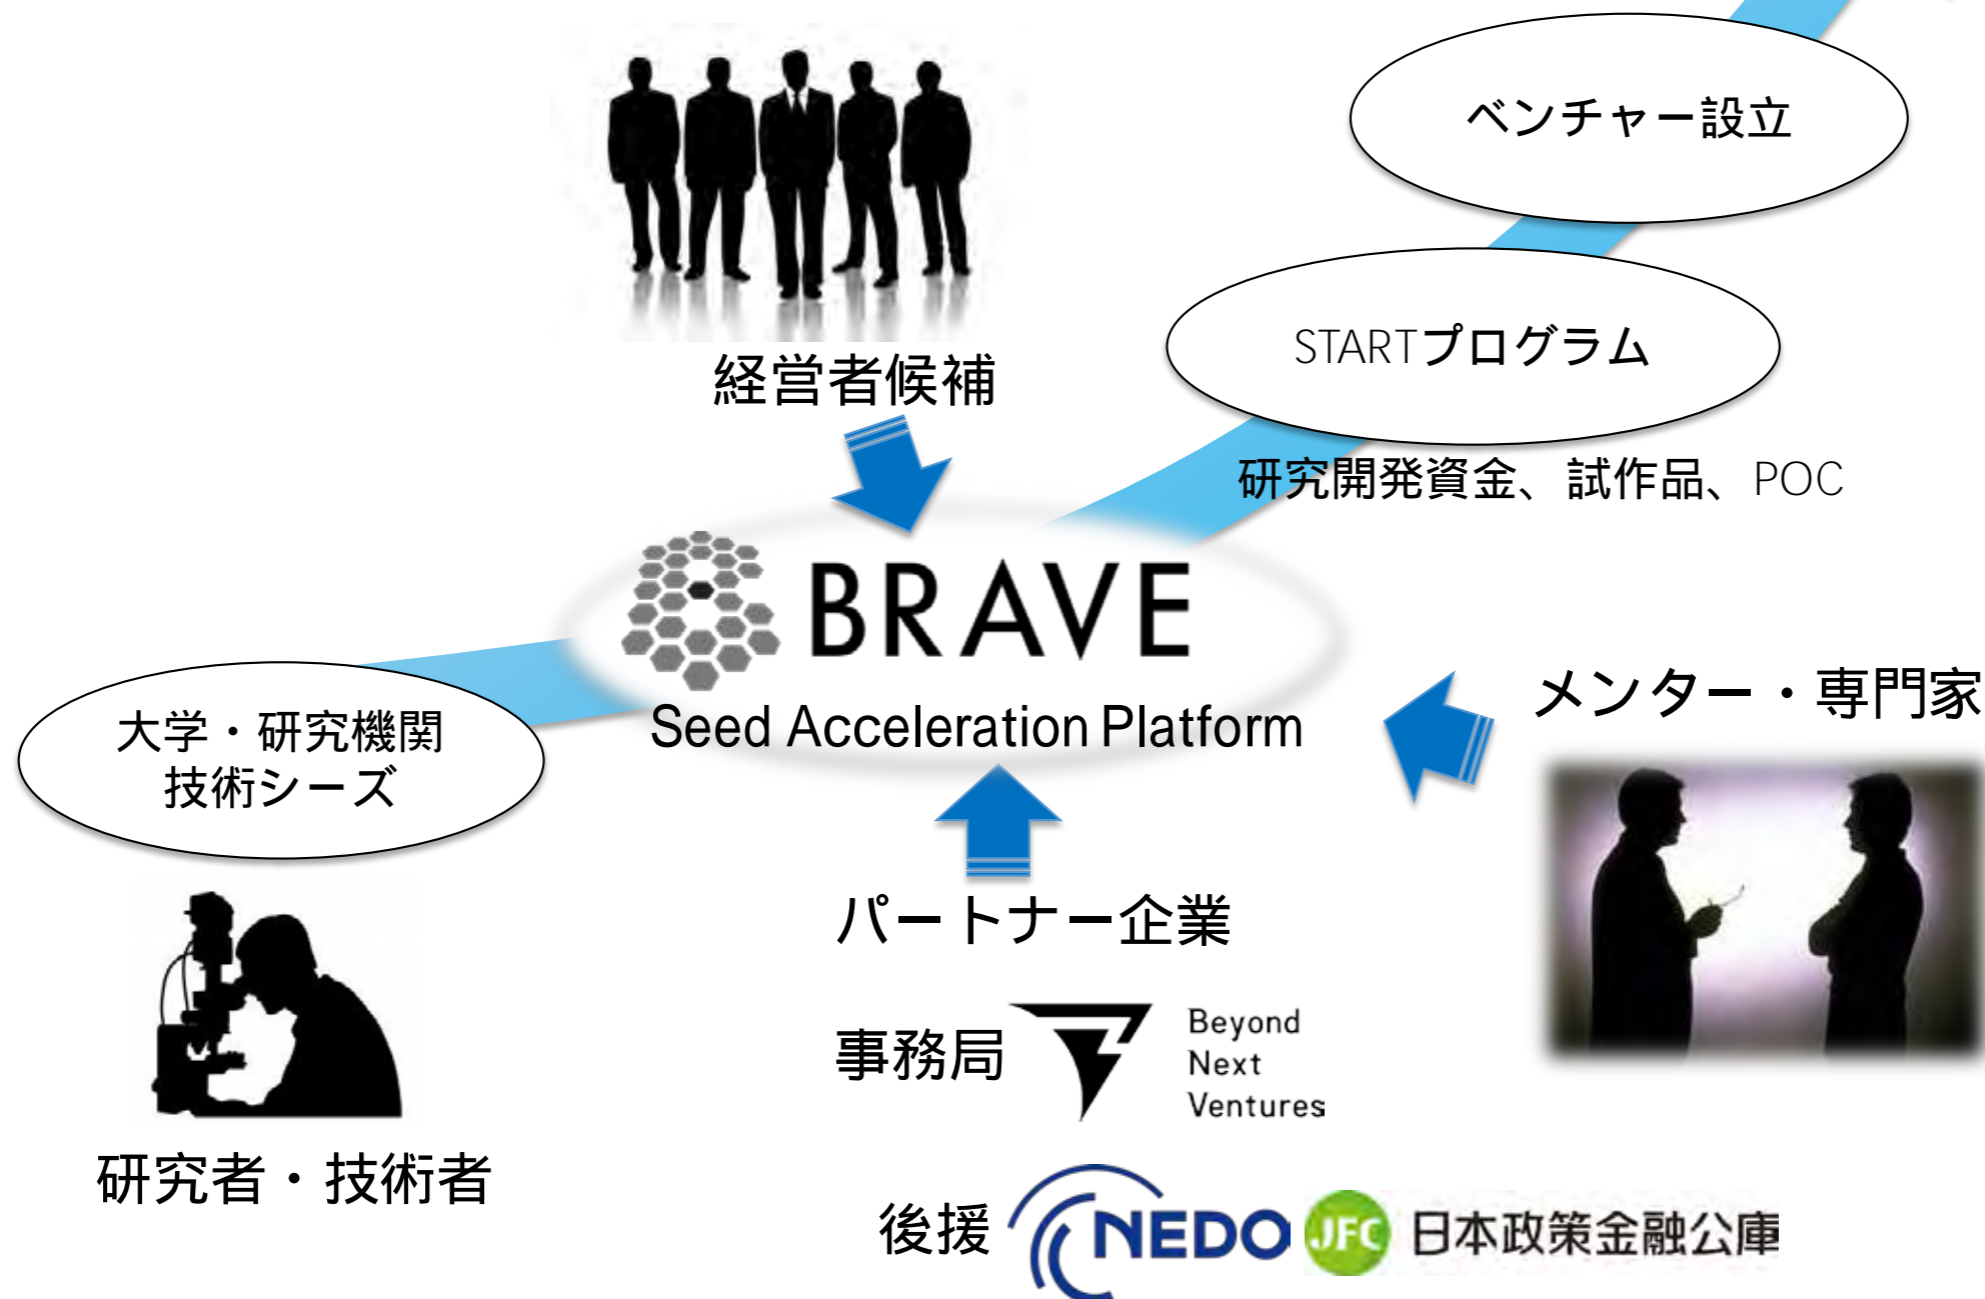 ベンチャー設立
STARTプログラム
経営者候補
研究開発資金、試作品、POC
BRAVE
Seed Acceleration Platform
メンター・専門家
大学・研究機関
技術シーズ
パートナー企業
事務局
Beyond
Next
Ventures
研究者・技術者
後援
NEDO
JFC 日本政策金融公庫